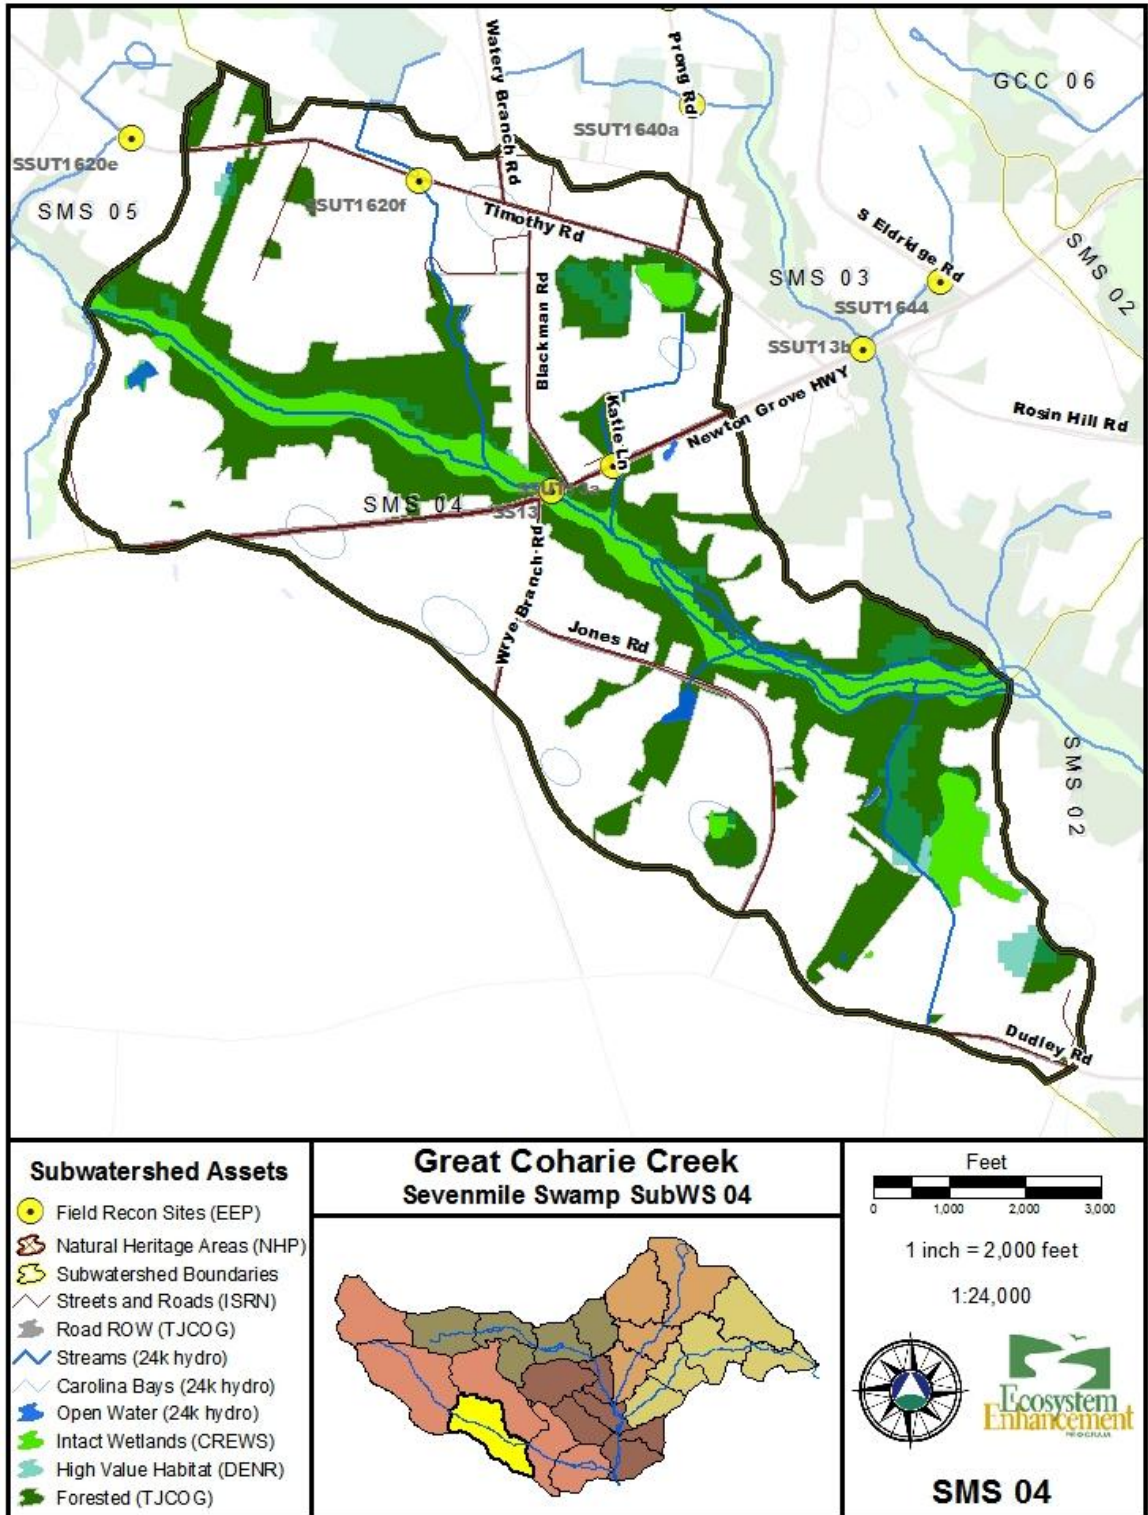 Watery Branch Rd
Prong Rd
GCC 06
SSUT1640a
SSUT1620e
SMS 05
SSUT1620f
Timothy Rd
S Eldridge Rd
SMS 02
SMS 03
SSUT1644
Blackman Rd
SSUT13b
Newton Grove HWY
Rosin Hill Rd
Katie Ln
SMS 04
SS13
Wrye Branch Rd
Jones Rd
SMS 02
Dudley Rd
Subwatershed Assets
Field Recon Sites (EEP)
Natural Heritage Areas (NHP)
Subwatershed Boundaries
Streets and Roads (ISRN)
Road ROW (TJCOG)
Streams (24k hydro)
Carolina Bays (24k hydro)
Open Water (24k hydro)
Intact Wetlands (CREWS)
High Value Habitat (DENR)
Forested (TJCOG)
Great Coharie Creek
Sevenmile Swamp SubWS 04
Feet
0 1,000 2,000 3,000
1 inch = 2,000 feet
1:24,000
Ecosystem
Enhancement
PROGRAM
SMS 04